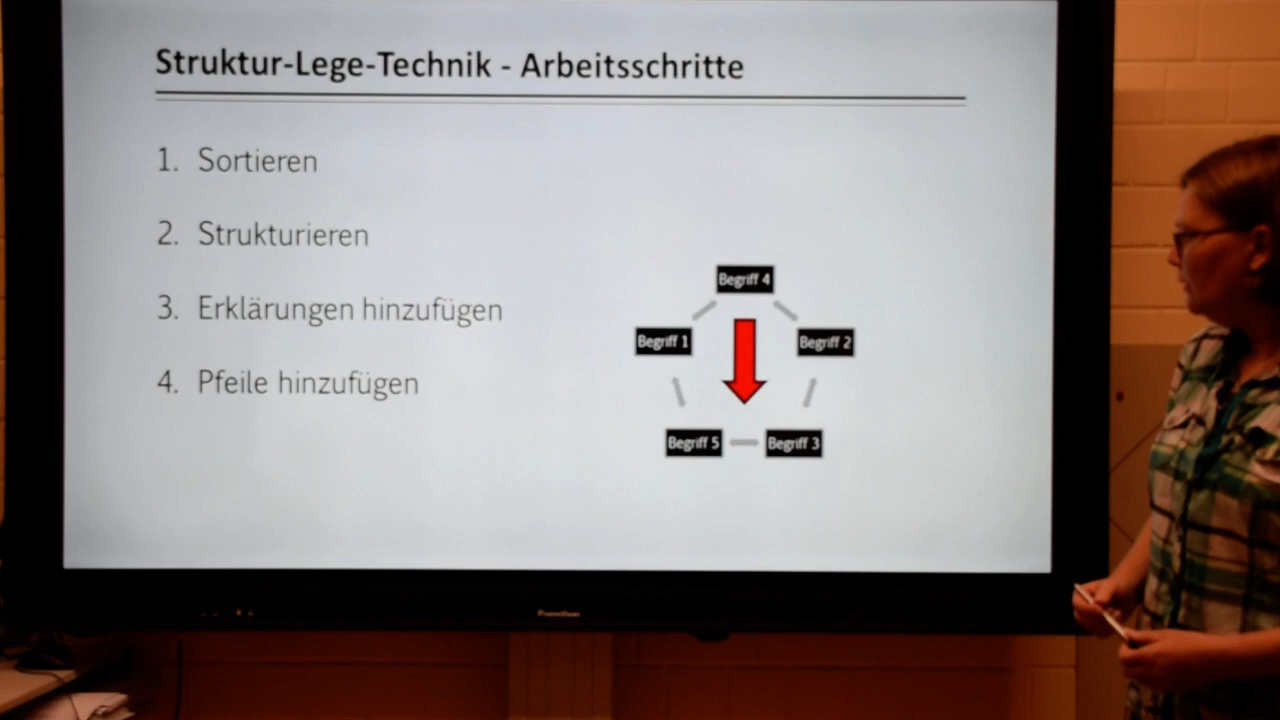 Struktur-Lege-Technik - Arbeitsschritte
1. Sortieren
2. Strukturieren
3. Erklärungen hinzufügen
4. Pfeile hinzufügen
Begriff 4
Begriff 1
Begriff 2
Begriff 5
Begriff 3
Promethean